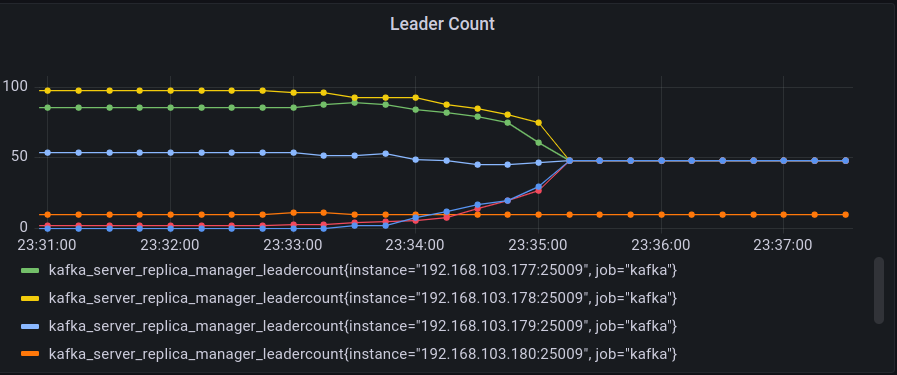 Leader Count
100
50
0
23:31:00 23:32:00 23:33:00 23:34:00 23:35:00 23:36:00 23:37:00
kafka_server_replica_manager_leadercount{instance="192.168.103.177:25009", job="kafka"}
kafka_server_replica_manager_leadercount{instance="192.168.103.178:25009", job="kafka"}
kafka_server_replica_manager_leadercount{instance="192.168.103.179:25009", job="kafka"}
kafka_server_replica_manager_leadercount{instance="192.168.103.180:25009", job="kafka"}